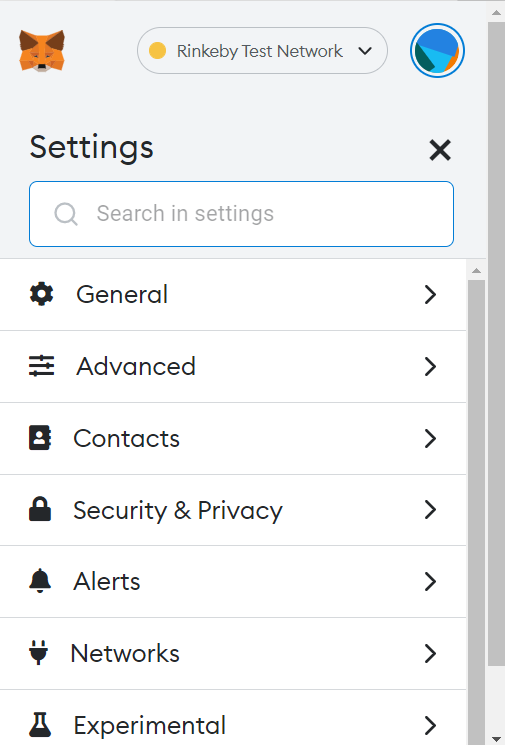 Rinkeby Test Network
Settings
Search in settings
General
Advanced
Contacts
Security & Privacy
Alerts
Networks
Experimental